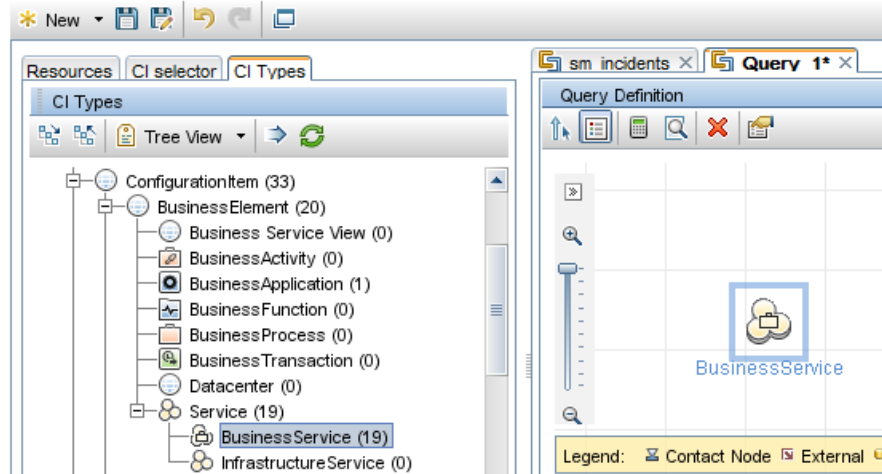 New
Resources CI selector CI Types
CI Types
Tree View
ConfigurationItem (33)
BusinessElement (20)
Business Service View (0)
BusinessActivity (0)
BusinessApplication (1)
BusinessFunction (0)
BusinessProcess (0)
BusinessTransaction (0)
Datacenter (0)
Service (19)
BusinessService (19)
InfrastructureService (0)
sm incidents Query 1*
Query Definition
BusinessService
Legend: Contact Node External